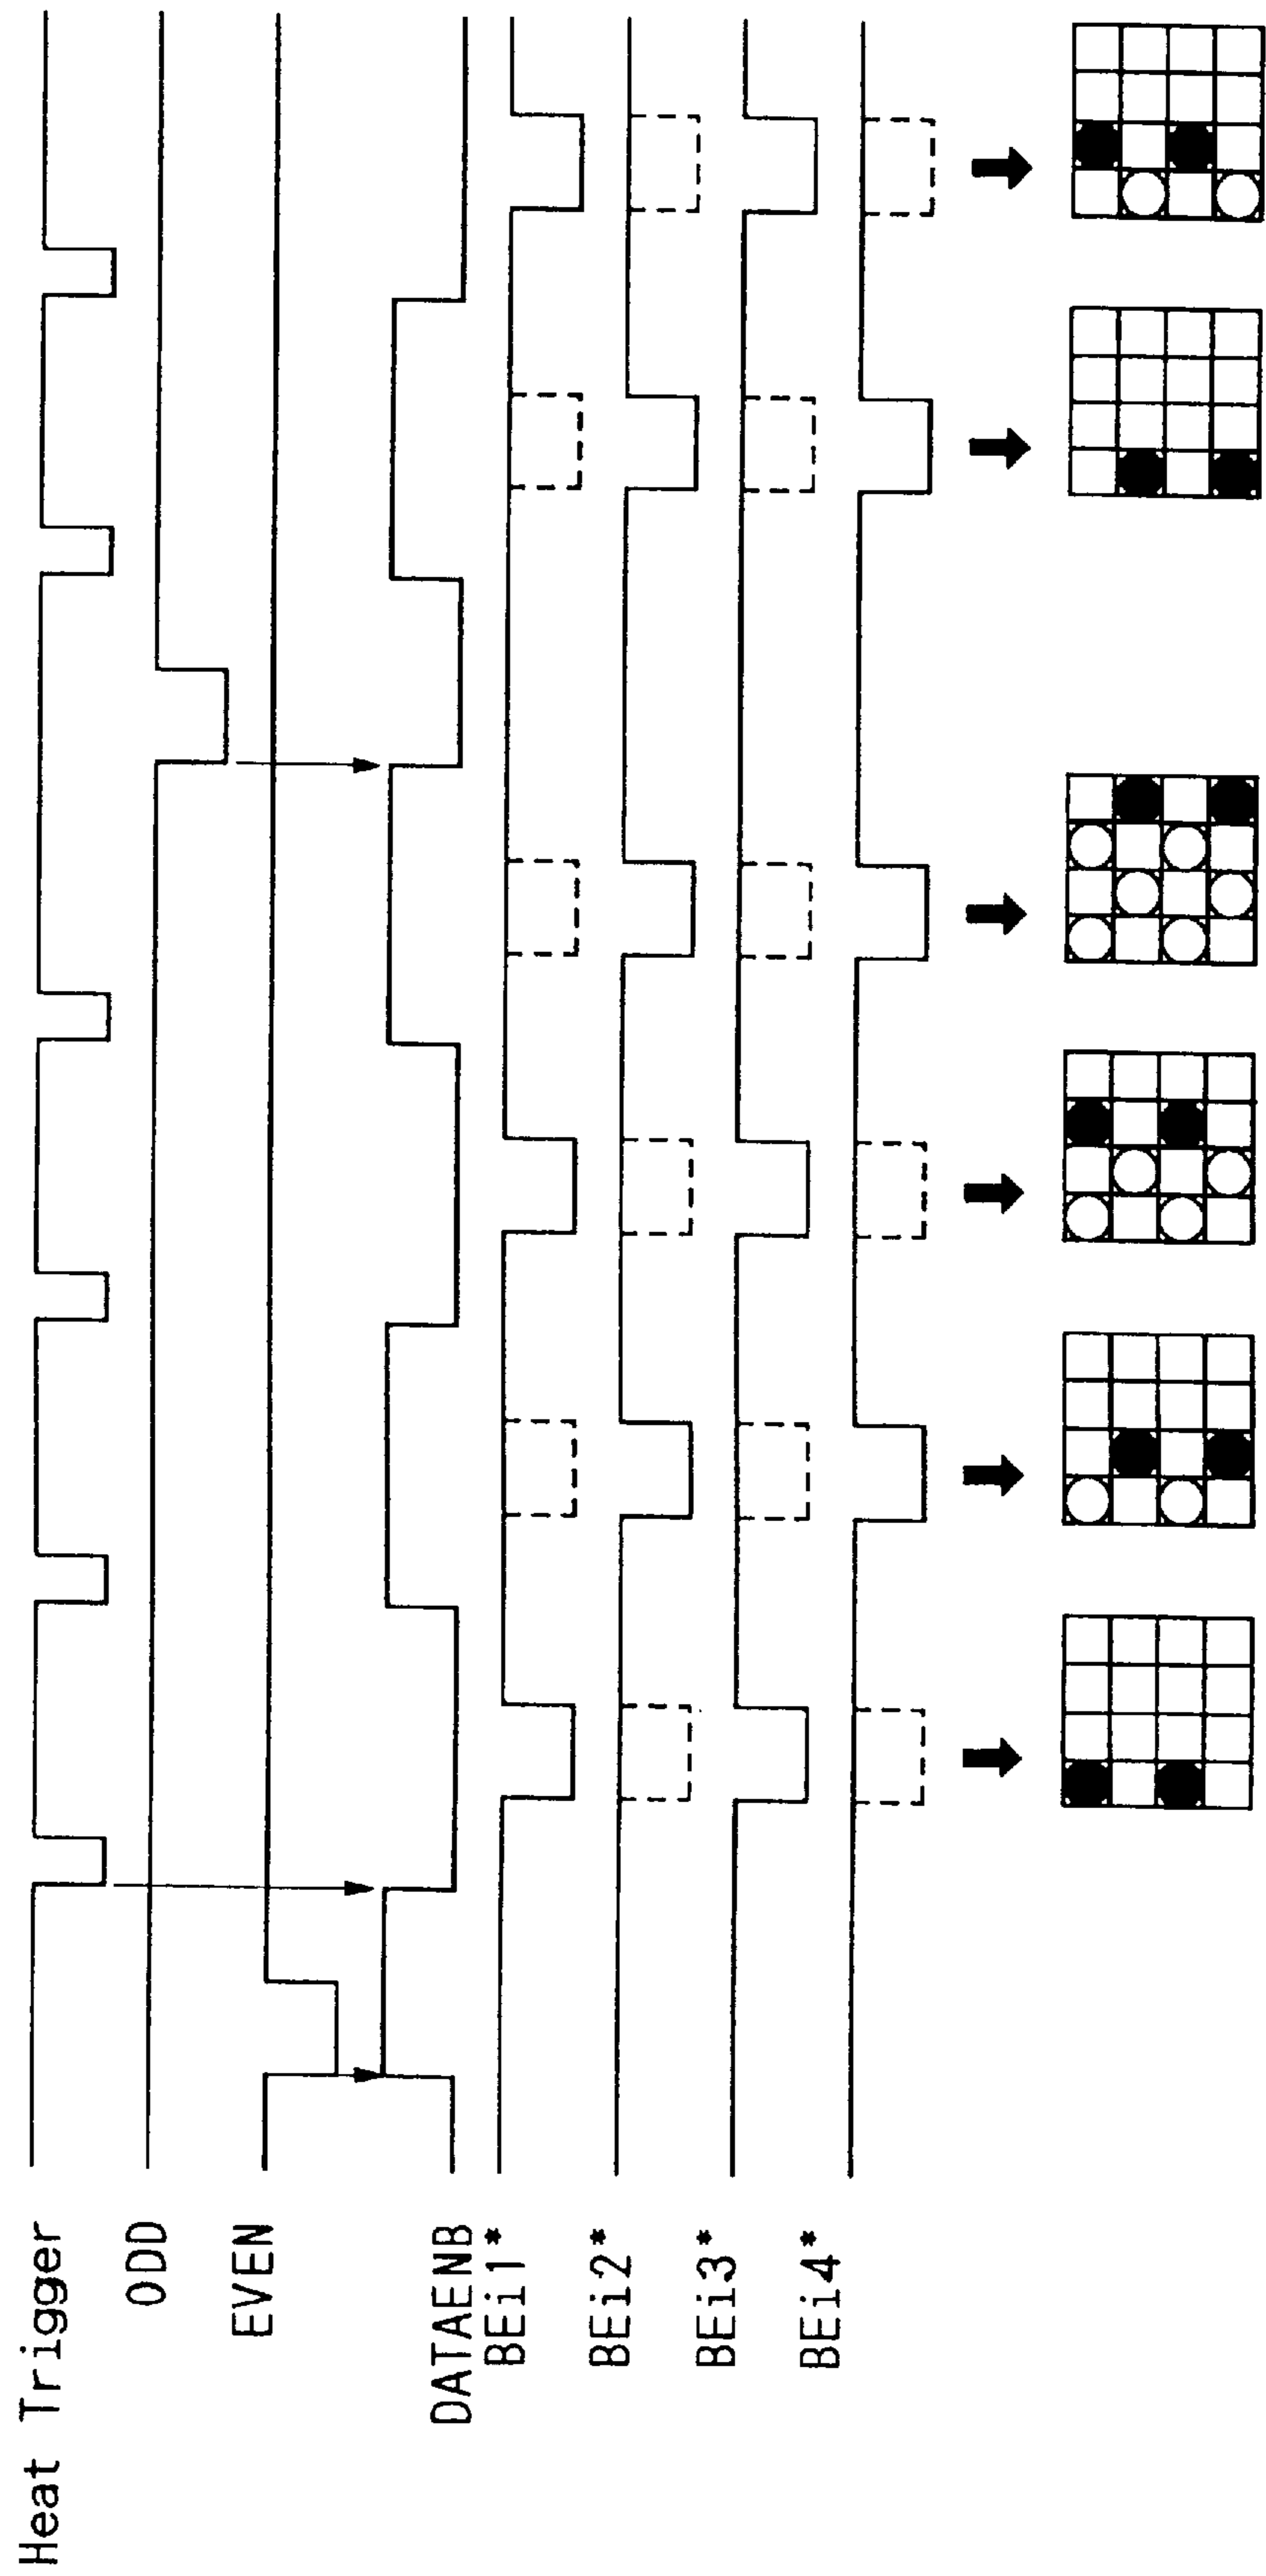 Heat Trigger
ODD
EVEN
DATAENB
BEi1*
BEi2*
BEi3*
BEi4*